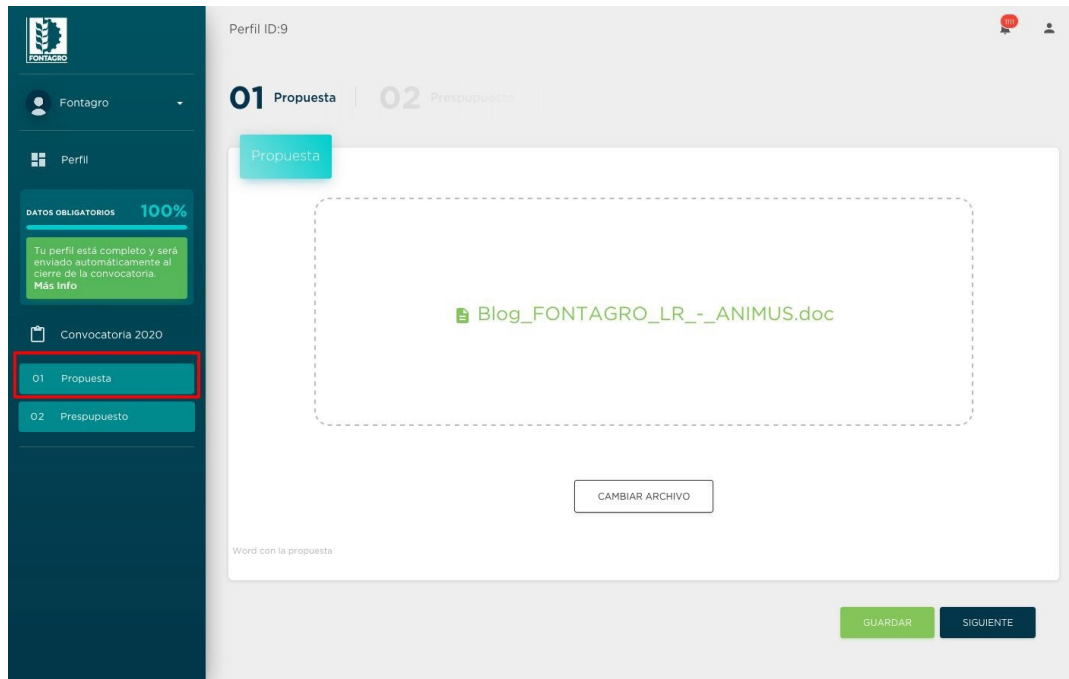 FONTAGRO
Perfil ID:9
1111
Fontagro
01 Propuesta
02 Prespupuesto
Perfil
Propuesta
DATOS OBLIGATORIOS 100%
Tu perfil está completo y será
enviado automáticamente al
cierre de la convocatoria.
Más Info
Blog_FONTAGRO_LR_-_ANIMUS.doc
Convocatoria 2020
01 Propuesta
02 Prespupuesto
CAMBIAR ARCHIVO
Word con la propuesta
GUARDAR
SIGUIENTE